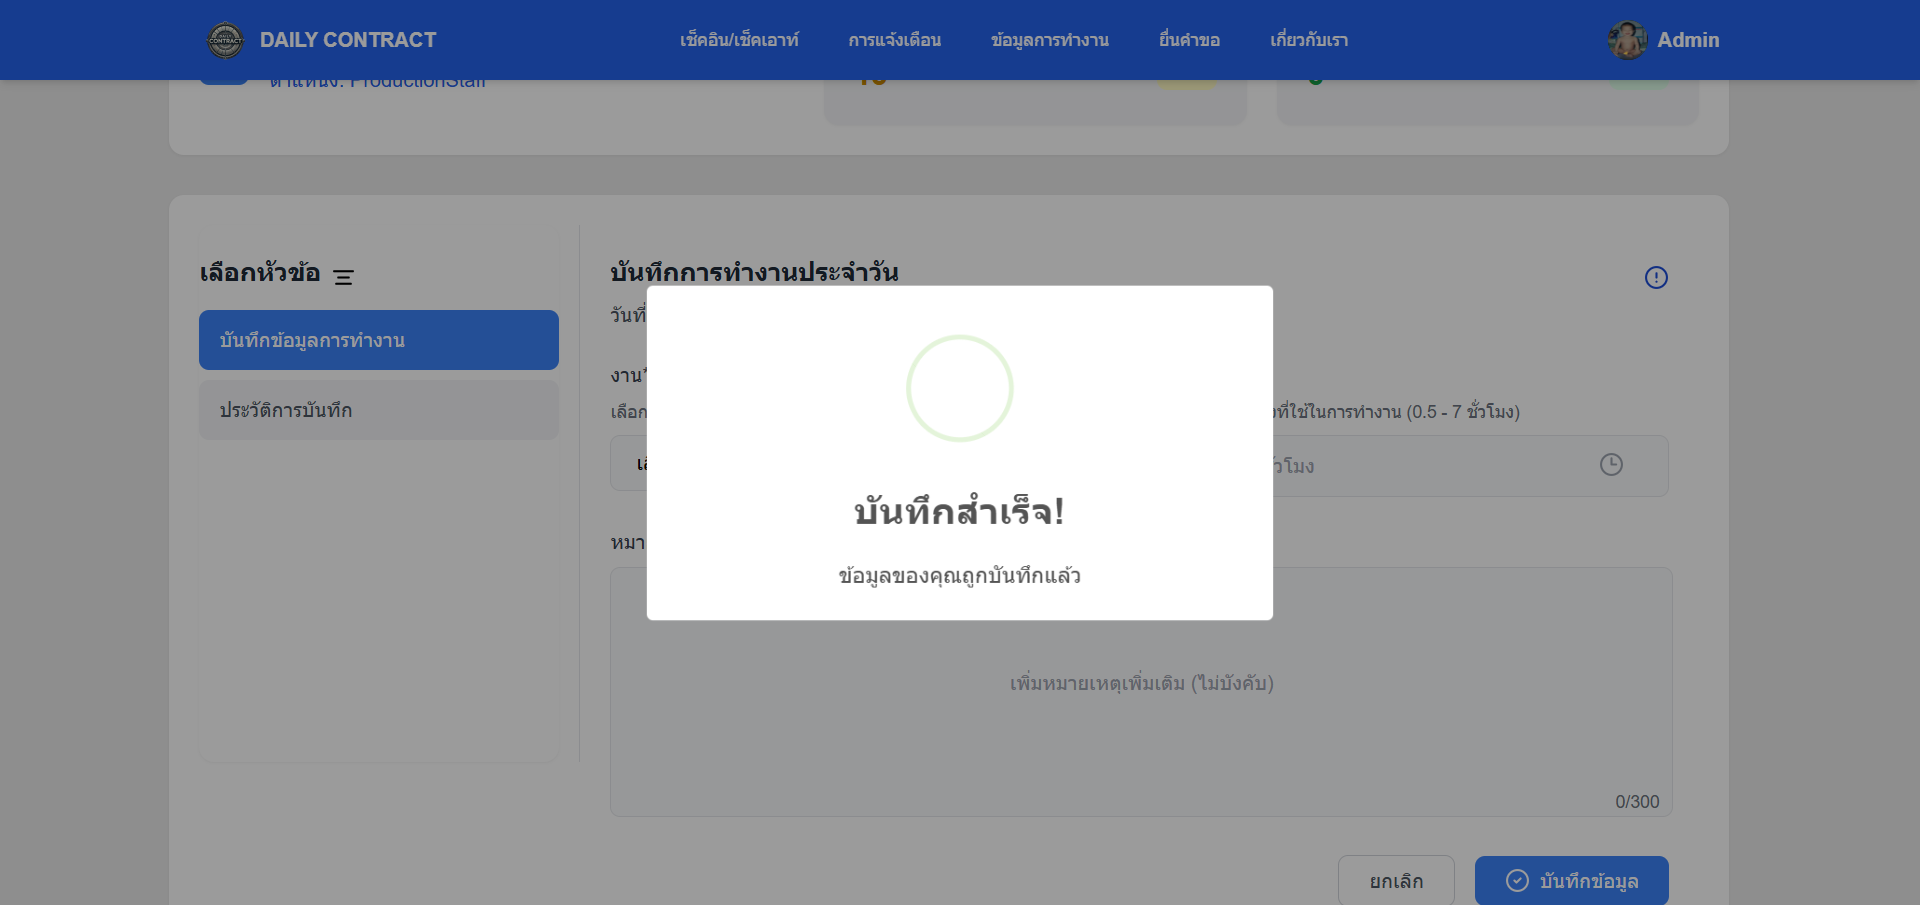 DAILY CONTRACT
เช็คอิน/เช็คเอาท์
การแจ้งเดือน
ข้อมูลการทำงาน
ยื่นคำขอ
เกี่ยวกับเรา
Admin
ตำแหน่ง: ProductionStaff
เลือกหัวข้อ
บันทึกข้อมูลการทำงาน
ประวัติการบันทึก
บันทึกการทำงานประจำวัน
วันที่
งาน*
เลือก
ที่ใช้ในการทำงาน (0.5 - 7 ชั่วโมง)
บันทึกสำเร็จ!
ข้อมูลของคุณถูกบันทึกแล้ว
เพิ่มหมายเหตุเพิ่มเติม (ไม่บังคับ)
0/300
ยกเลิก
บันทึกข้อมูล